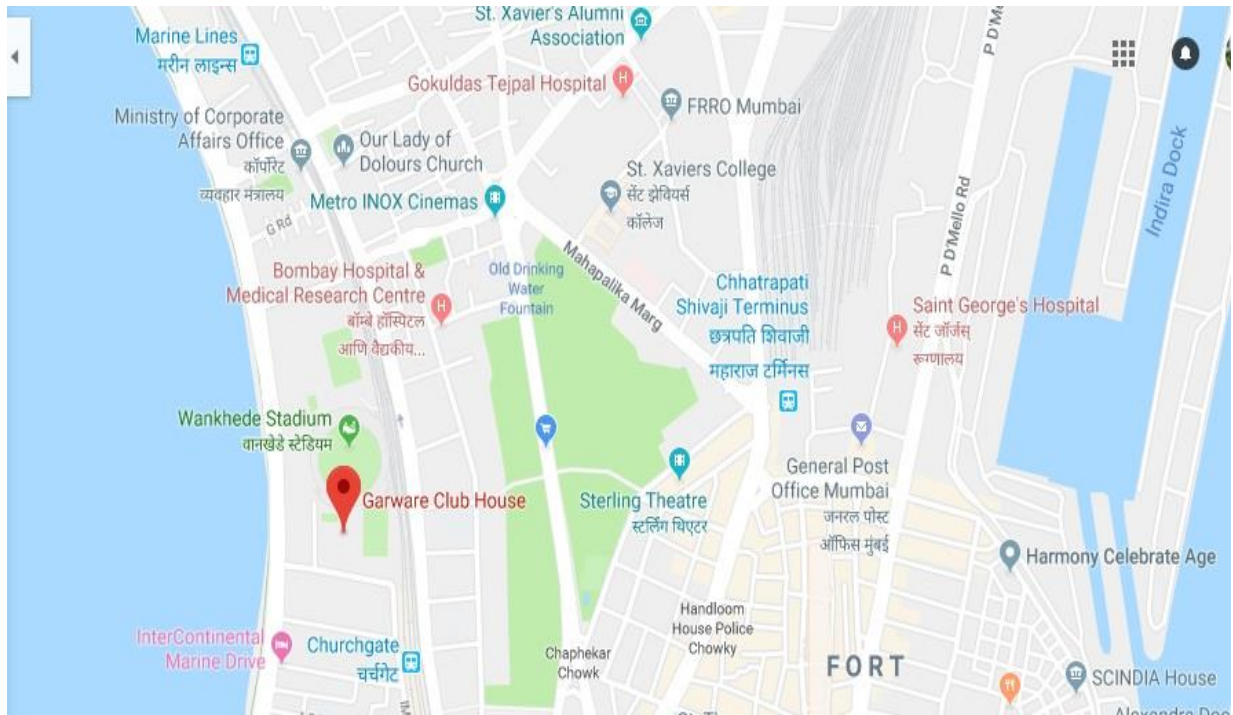 St. Xavier's Alumni
Association
Marine Lines
मरीन लाइन्स
Gokuldas Tejpal Hospital
P D'Me
FRRO Mumbai
Ministry of Corporate
Affairs Office
कॉर्पोरेट
व्यवहार मंत्रालय
Our Lady of
Dolours Church
St. Xaviers College
सेंट झेवियर्स
कॉलेज
Metro INOX Cinemas
G Rd
Indira Dock
P D'Mello Rd
Mahapalika Marg
Old Drinking
Water
Fountain
Bombay Hospital &
Medical Research Centre
बॉम्बे हॉस्पिटल
आणि वैद्यकीय...
Chhatrapati
Shivaji Terminus
छत्रपति शिवाजी
महाराज टर्मिनस
Saint George's Hospital
सेंट जॉर्जस्
रूग्णालय
Wankhede Stadium
वानखेडे स्टेडियम
Garware Club House
Sterling Theatre
स्टर्लिंग थिएटर
General Post
Office Mumbai
जनरल पोस्ट
ऑफिस मुंबई
Harmony Celebrate Age
Handloom
House Police
Chowky
InterContinental
Marine Drive
Churchgate
चर्चगेट
Chaphekar
Chowk
FORT
SCINDIA House
Alexandra Doc